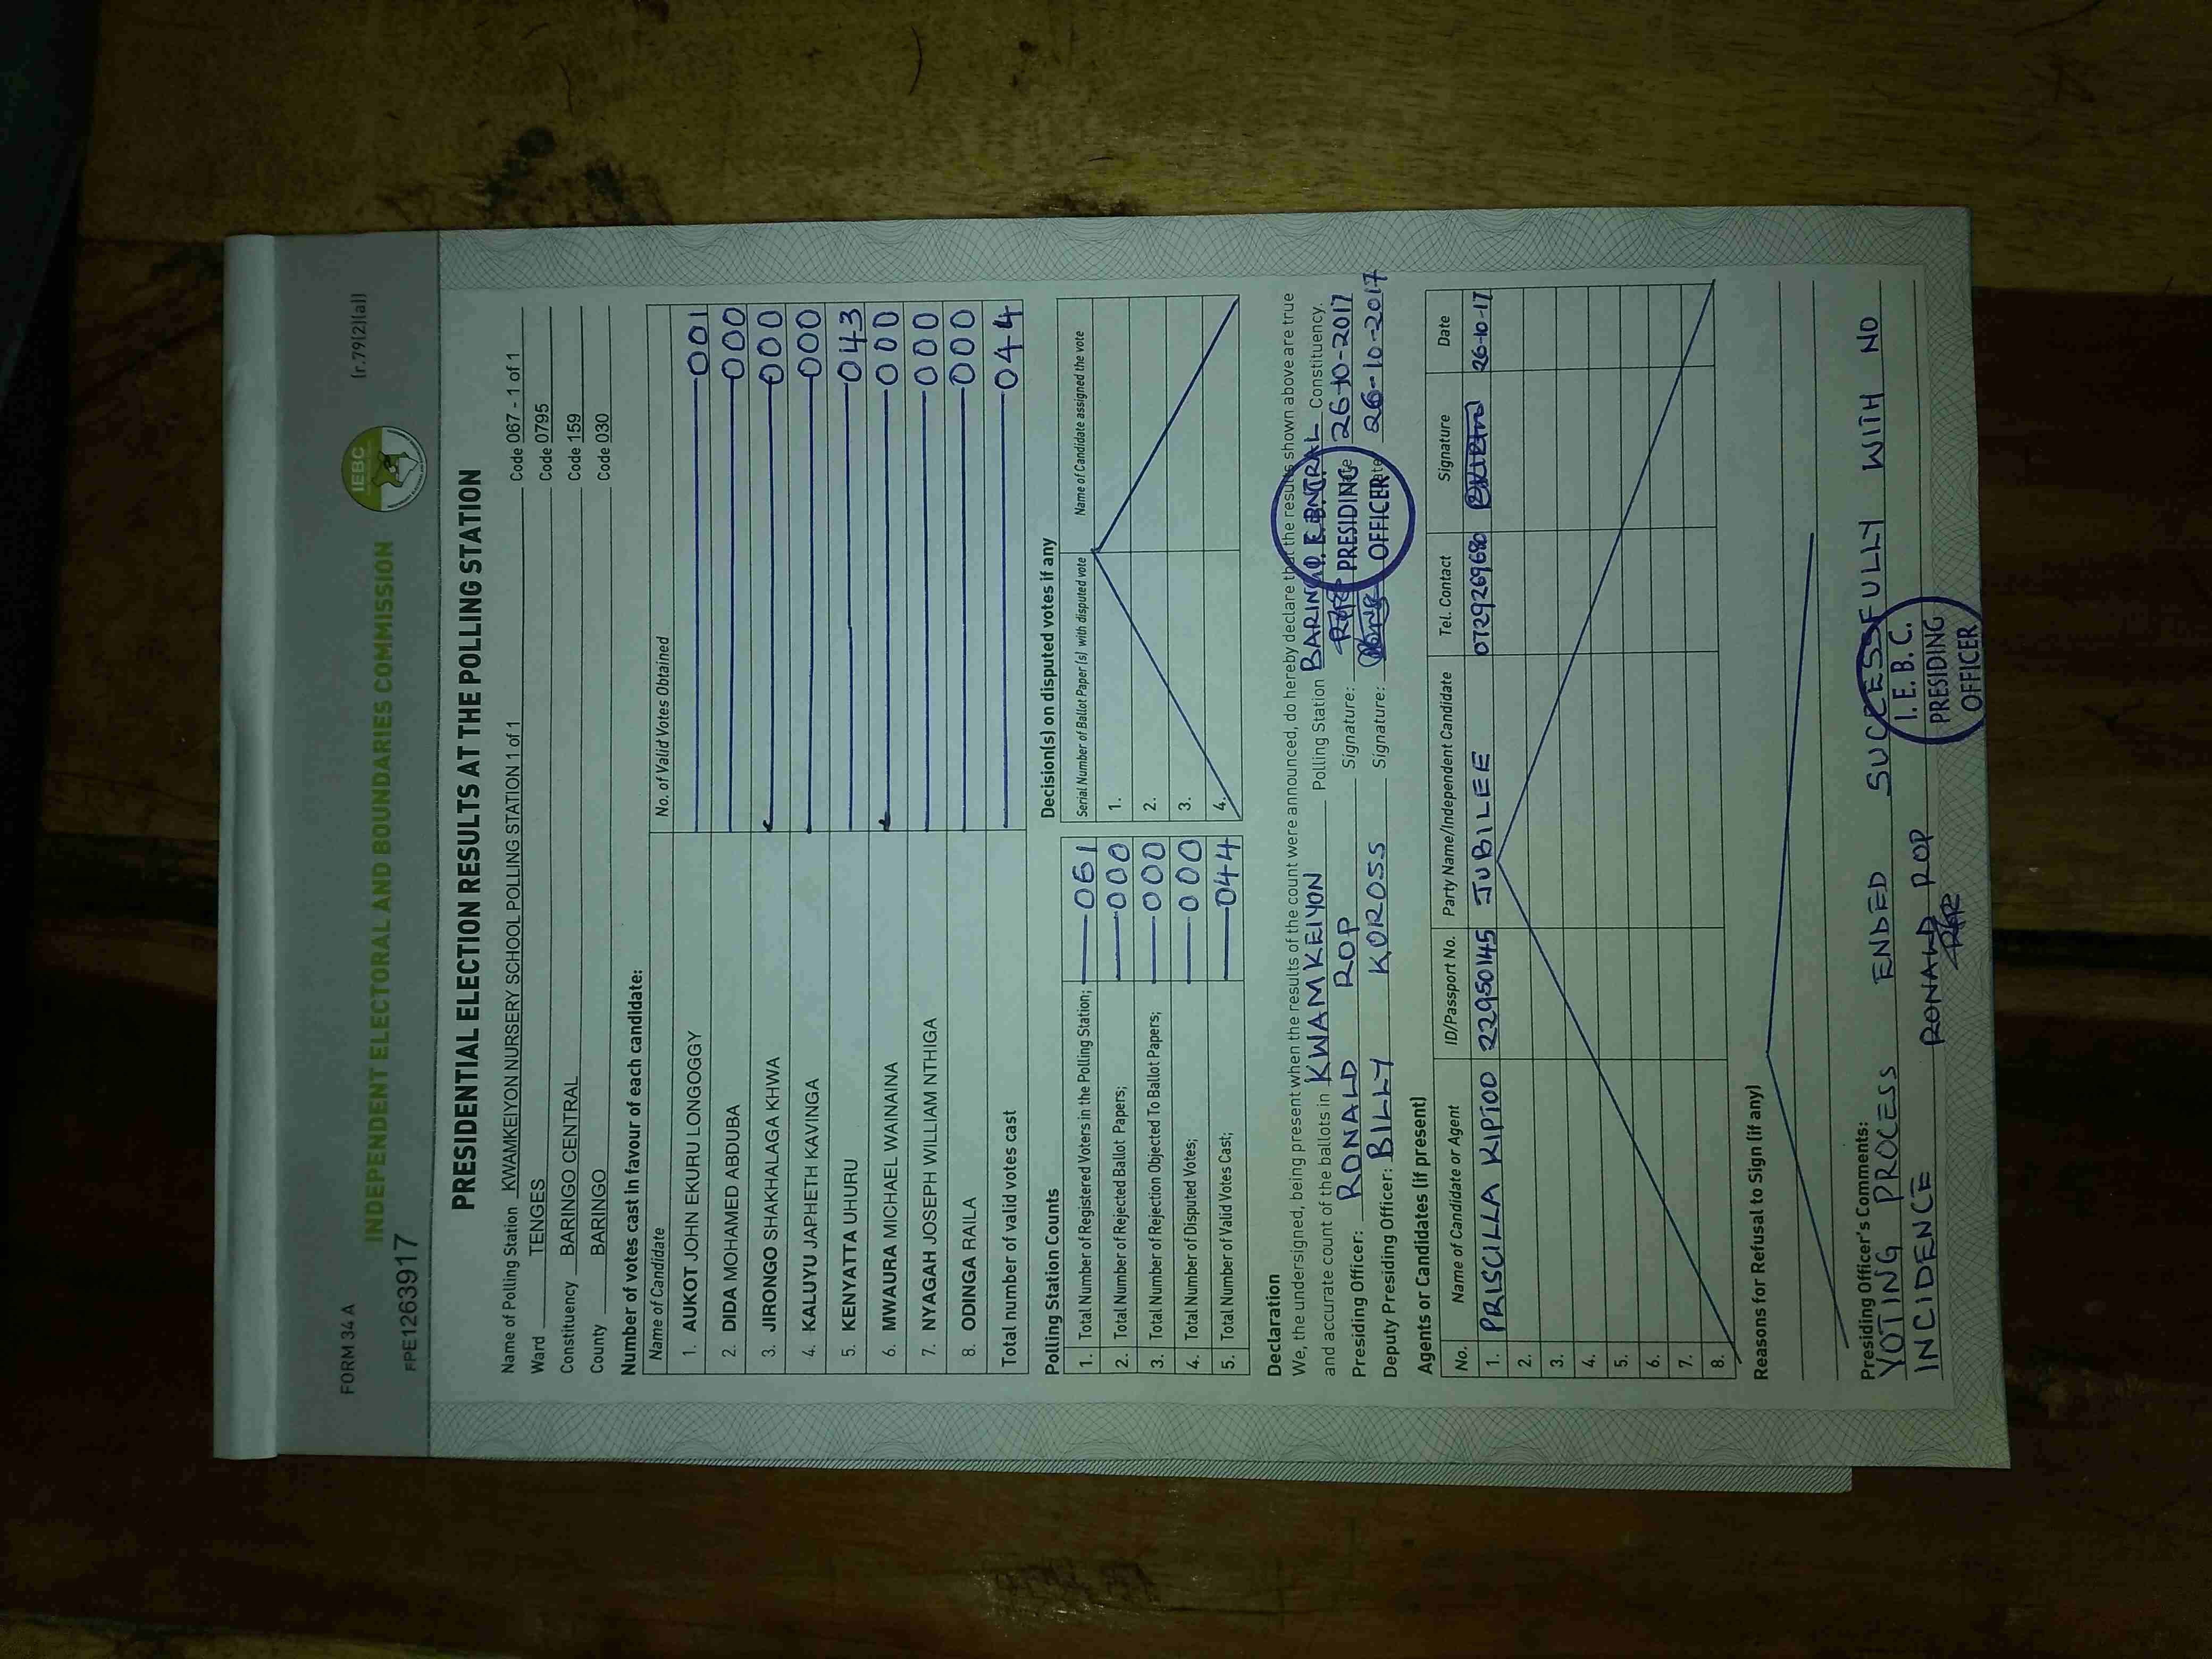 FORM 34 A
(r.79(2)(a))
IEBC
INDEPENDENT ELECTORAL AND BOUNDARIES COMMISSION
FPE1263917
PRESIDENTIAL ELECTION RESULTS AT THE POLLING STATION
Name of Polling Station KWAMKEIYON NURSERY SCHOOL POLLING STATION 1 of 1 Code 067 - 1 of 1
Ward TENGES Code 0795
Constituency BARINGO CENTRAL Code 159
County BARINGO Code 030
Number of votes cast in favour of each candidate:
Name of Candidate No. of Valid Votes Obtained
1. AUKOT JOHN EKURU LONGOGGY 001
2. DIDA MOHAMED ABDUBA 000
3. JIRONGO SHAKHALAGA KHWA 000
4. KALUYU JAPHETH KAVINGA 000
5. KENYATTA UHURU 043
6. MWAURA MICHAEL WAINAINA 000
7. NYAGAH JOSEPH WILLIAM NTHIGA 000
8. ODINGA RAILA 000
Total number of valid votes cast 044
Polling Station Counts
1. Total Number of Registered Voters in the Polling Station; 061
2. Total Number of Rejected Ballot Papers; 000
3. Total Number of Rejection Objected To Ballot Papers; 000
4. Total Number of Disputed Votes; 000
5. Total Number of Valid Votes Cast; 044
Decision(s) on disputed votes if any
Serial Number of Ballot Paper(s) with disputed vote Name of Candidate assigned the vote
1.
2.
3.
4.
Declaration
We, the undersigned, being present when the results of the count were announced, do hereby declare that the results shown above are true
and accurate count of the ballots in KWAMKEIYON Polling Station BARINGO CENTRAL Constituency.
Presiding Officer: RONALD ROP Signature: Date 26-10-2017
Deputy Presiding Officer: BILLY KOROSS Signature: Date 26-10-2017
PRESIDING
OFFICER
Agents or Candidates (if present)
No. Name of Candidate or Agent ID/Passport No. Party Name/Independent Candidate Tel. Contact Signature Date
1. PRISCILLA KIPTOO 22950145 JUBILEE 0729269680 26-10-17
2.
3.
4.
5.
6.
7.
8.
Reasons for Refusal to Sign (if any)
Presiding Officer's Comments:
VOTING PROCESS ENDED SUCCESSFULLY WITH NO
INCIDENCE RONALD ROP
I.E.B.C.
PRESIDING
OFFICER